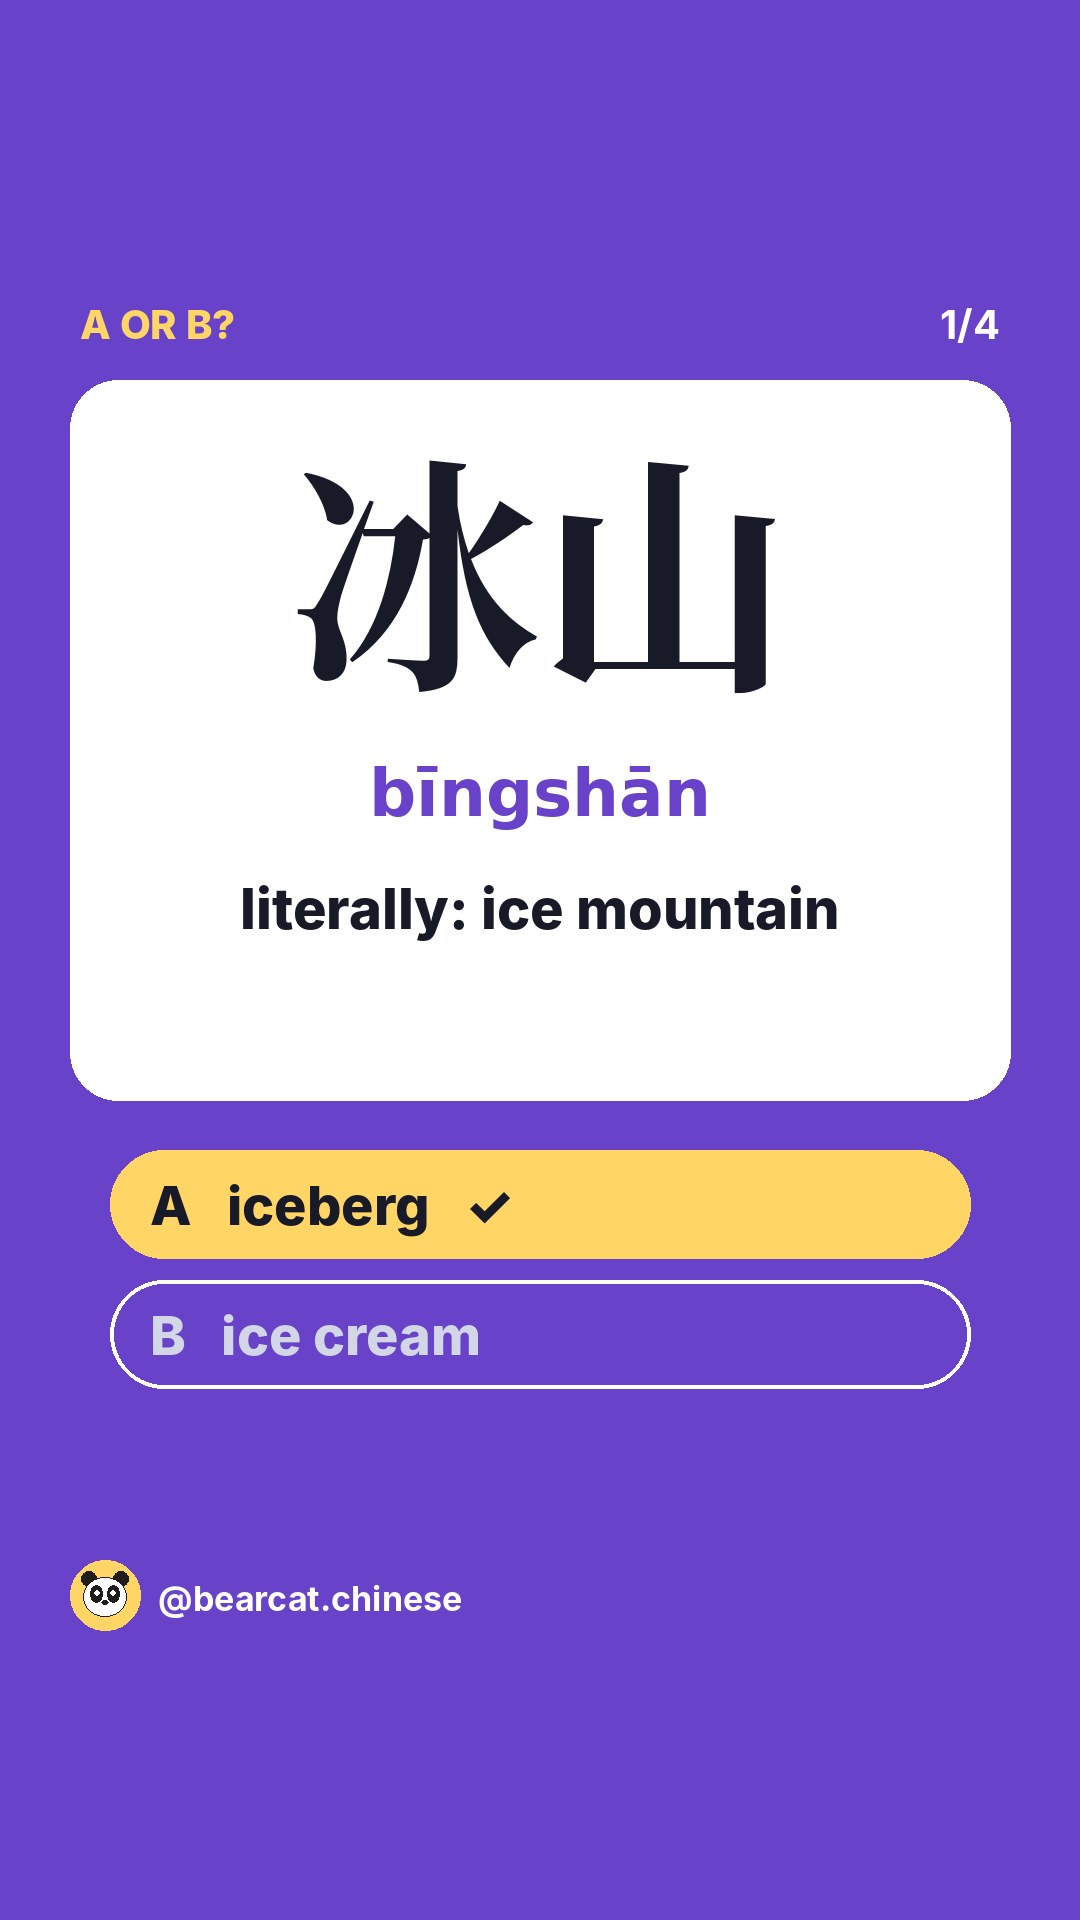 A OR B?
1/4
冰山
bīngshān
literally: ice mountain
A iceberg ✓
B ice cream
@bearcat.chinese